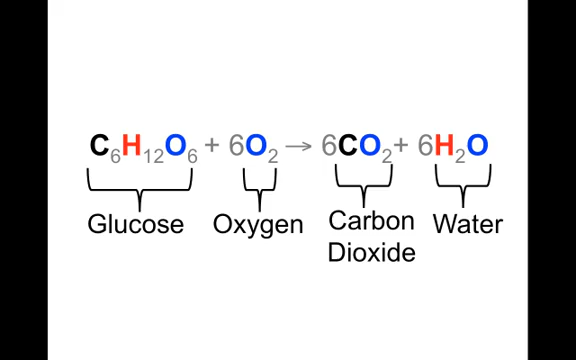 C₆H₁₂O₆ + 6O₂ → 6CO₂ + 6H₂O
Glucose Oxygen Carbon Dioxide Water